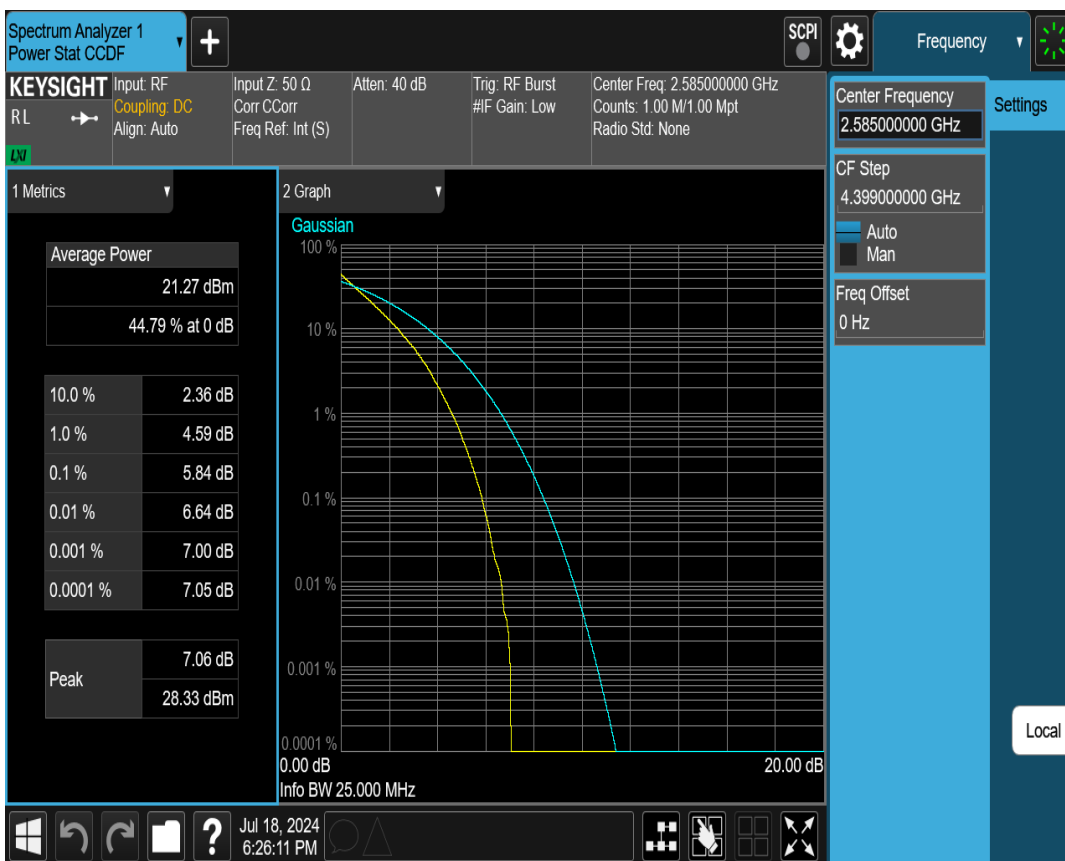 Spectrum Analyzer 1
Power Stat CCDF
SCPI
Frequency
KEYSIGHT
RL
LXI
Input: RF
Coupling: DC
Align: Auto
Input Z: 50 Ω
Corr CCorr
Freq Ref: Int (S)
Atten: 40 dB
Trig: RF Burst
#IF Gain: Low
Center Freq: 2.585000000 GHz
Counts: 1.00 M/1.00 Mpt
Radio Std: None
Center Frequency
2.585000000 GHz
Settings
CF Step
4.399000000 GHz
Auto
Man
Freq Offset
0 Hz
Local
1 Metrics
Average Power
21.27 dBm
44.79 % at 0 dB
10.0 % 2.36 dB
1.0 % 4.59 dB
0.1 % 5.84 dB
0.01 % 6.64 dB
0.001 % 7.00 dB
0.0001 % 7.05 dB
Peak
7.06 dB
28.33 dBm
2 Graph
Gaussian
100 %
10 %
1 %
0.1 %
0.01 %
0.001 %
0.0001 %
0.00 dB 20.00 dB
Info BW 25.000 MHz
?
Jul 18, 2024
6:26:11 PM